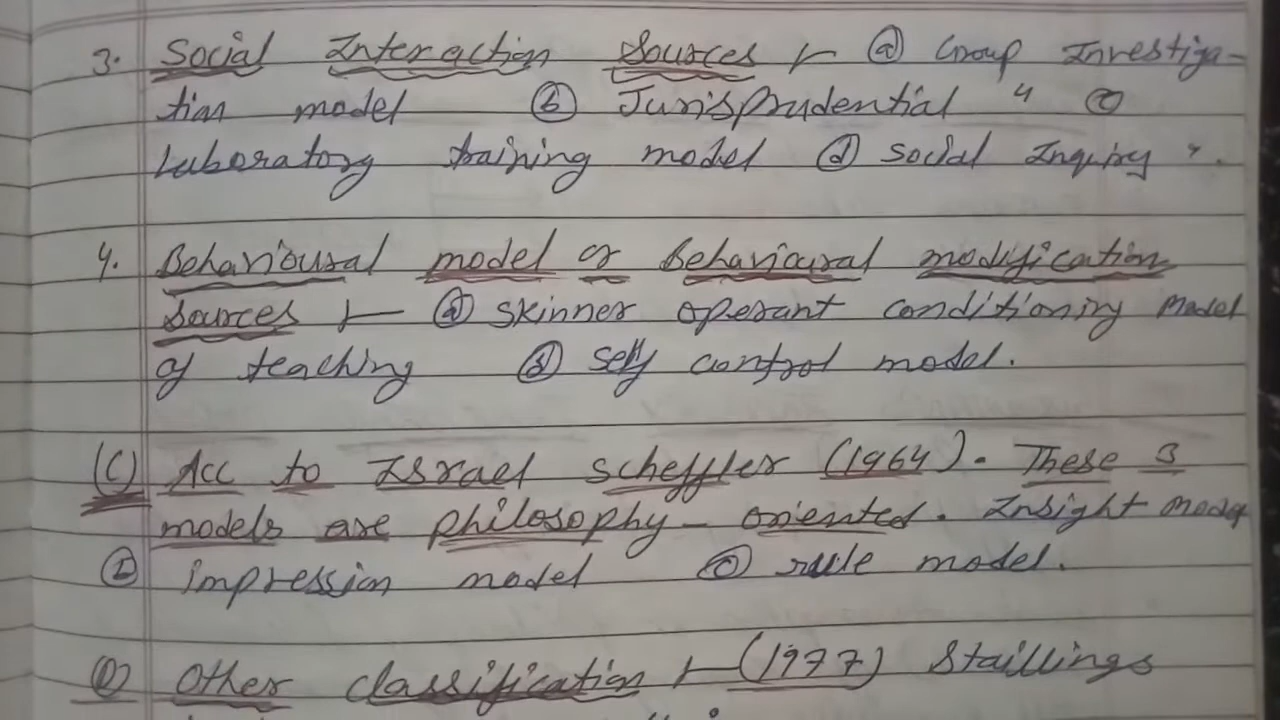 3. Social Interaction Sources :- (a) Group Investiga-
tion model (b) Jurisprudential " (c)
Laboratory training model (d) Social Inquiry ".
4. Behavioural model or Behavioural modification
Sources :- (a) Skinner operant conditioning Model
of teaching (b) Self control model.
(C) Acc to Israel Scheffler (1964). These 3
models are philosophy-oriented. Insight model
(b) impression model (c) rule model.
(D) Other classification :- (1977) Staillings